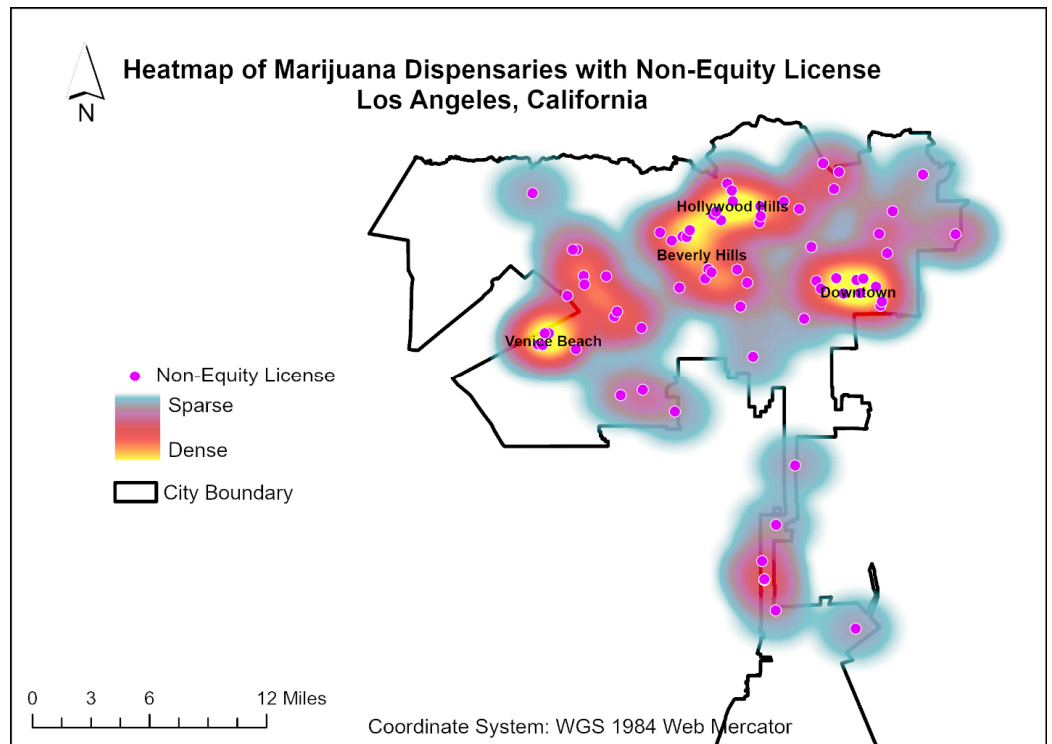 Heatmap of Marijuana Dispensaries with Non-Equity License
Los Angeles, California
N
Hollywood Hills
Beverly Hills
Downtown
Venice Beach
Non-Equity License
Sparse
Dense
City Boundary
0 3 6 12 Miles
Coordinate System: WGS 1984 Web Mercator